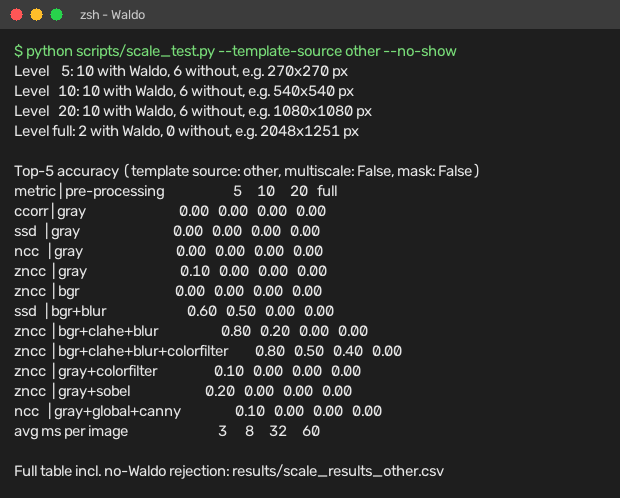 zsh - Waldo
$ python scripts/scale_test.py --template-source other --no-show
Level 5: 10 with Waldo, 6 without, e.g. 270x270 px
Level 10: 10 with Waldo, 6 without, e.g. 540x540 px
Level 20: 10 with Waldo, 6 without, e.g. 1080x1080 px
Level full: 2 with Waldo, 0 without, e.g. 2048x1251 px
Top-5 accuracy (template source: other, multiscale: False, mask: False)
metric | pre-processing 5 10 20 full
ccorr | gray 0.00 0.00 0.00 0.00
ssd | gray 0.00 0.00 0.00 0.00
ncc | gray 0.00 0.00 0.00 0.00
zncc | gray 0.10 0.00 0.00 0.00
zncc | bgr 0.00 0.00 0.00 0.00
ssd | bgr+blur 0.60 0.50 0.00 0.00
zncc | bgr+clahe+blur 0.80 0.20 0.00 0.00
zncc | bgr+clahe+blur+colorfilter 0.80 0.50 0.40 0.00
zncc | gray+colorfilter 0.10 0.00 0.00 0.00
zncc | gray+sobel 0.20 0.00 0.00 0.00
ncc | gray+global+canny 0.10 0.00 0.00 0.00
avg ms per image 3 8 32 60
Full table incl. no-Waldo rejection: results/scale_results_other.csv